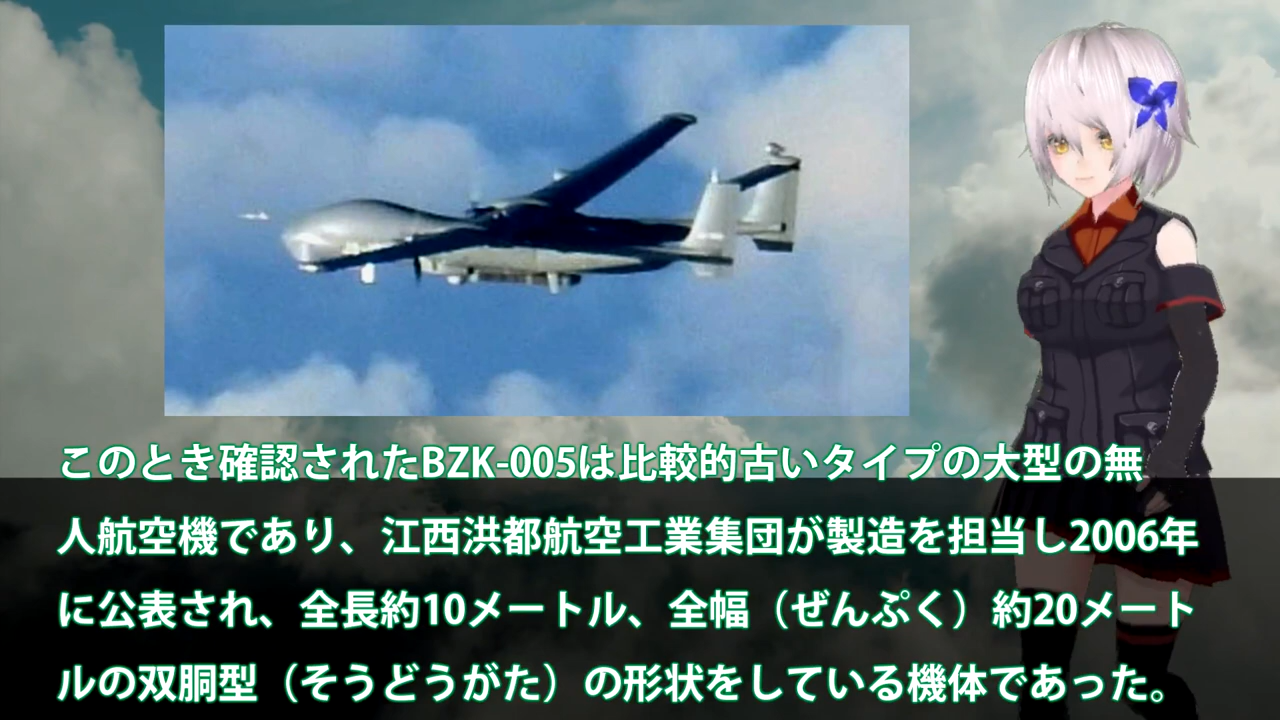 このとき確認されたBZK-005は比較的古いタイプの大型の無
人航空機であり、江西洪都航空工業集団が製造を担当し2006年
に公表され、全長約10メートル、全幅（ぜんぷく）約20メート
ルの双胴型（そうどうがた）の形状をしている機体であった。